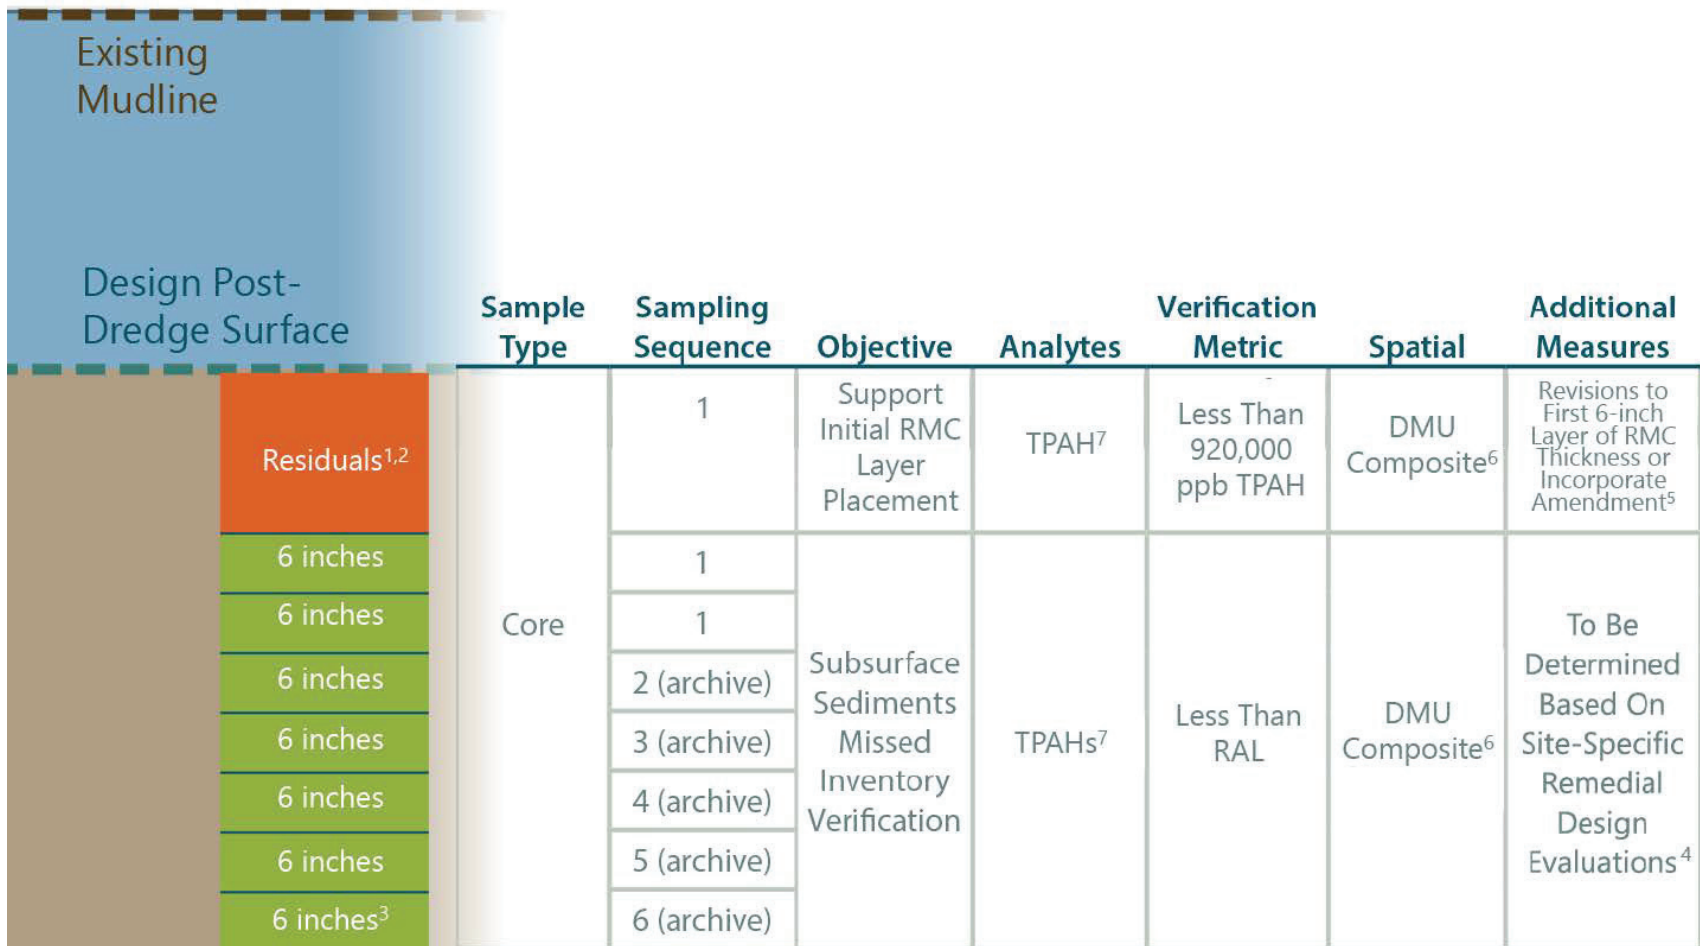 Existing
Mudline
Design Post-
Dredge Surface
Sample
Type
Sampling
Sequence
Objective
Analytes
Verification
Metric
Spatial
Additional
Measures
Residuals1,2
Core
1
Support
Initial RMC
Layer
Placement
TPAH7
Less Than
920,000
ppb TPAH
DMU
Composite6
Revisions to
First 6-inch
Layer of RMC
Thickness or
Incorporate
Amendment5
6 inches
1
6 inches
1
6 inches
2 (archive)
6 inches
3 (archive)
6 inches
4 (archive)
6 inches
5 (archive)
6 inches3
6 (archive)
Subsurface
Sediments
Missed
Inventory
Verification
TPAHs7
Less Than
RAL
DMU
Composite6
To Be
Determined
Based On
Site-Specific
Remedial
Design
Evaluations4